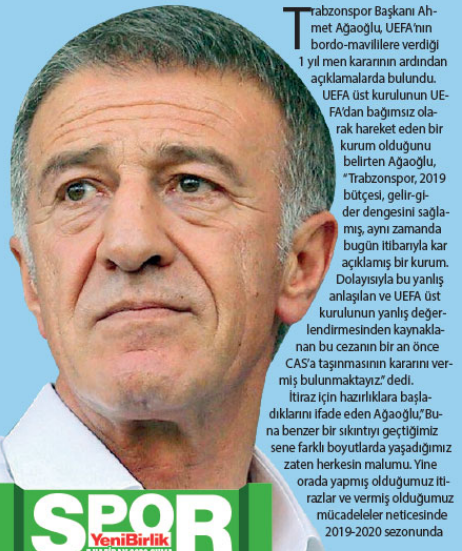 Trabzonspor Başkanı Ah-
met Ağaoğlu, UEFA'nın
bordo-mavililere verdiği
1 yıl men kararının ardından
açıklamalarda bulundu.
UEFA üst kurulunun UE-
FA'dan bağımsız ola-
rak hareket eden bir
kurum olduğunu
belirten Ağaoğlu,
"Trabzonspor, 2019
bütçesi, gelir-gi-
der dengesini sağla-
mış, aynı zamanda
bugün itibarıyla kar
açıklamış bir kurum.
Dolayısıyla bu yanlış
anlaşılan ve UEFA üst
kurulunun yanlış değer-
lendirmesinden kaynakla-
nan bu cezanın bir an önce
CAS'a taşınmasının kararını ver-
miş bulunmaktayız." dedi.
İtiraz için hazırlıklara başla-
dıklarını ifade eden Ağaoğlu,"Bu-
na benzer bir sıkıntıyı geçtiğimiz
sene farklı boyutlarda yaşadığımız
zaten herkesin malumu. Yine
orada yapmış olduğumuz iti-
razlar ve vermiş olduğumuz
mücadeleler neticesinde
2019-2020 sezonunda
SPOR
YeniBirlik